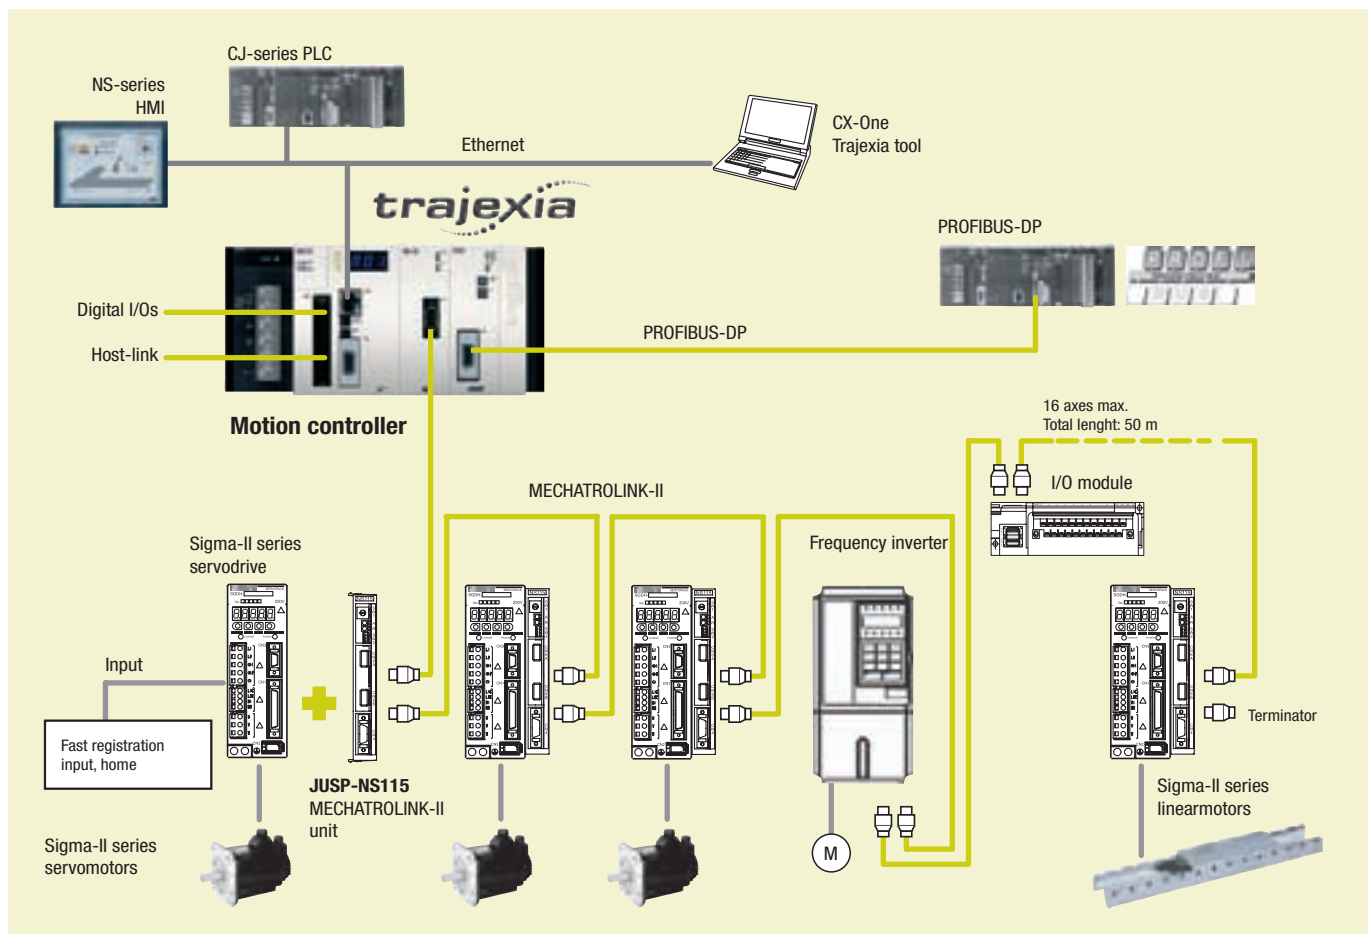 CJ-series PLC
NS-series
HMI
Ethernet
CX-One
Trajexia tool
trajexia
PROFIBUS-DP
Digital I/Os
Host-link
PROFIBUS-DP
Motion controller
16 axes max.
Total lenght: 50 m
I/O module
MECHATROLINK-II
Sigma-II series
servodrive
Frequency inverter
Input
Fast registration
input, home
Terminator
JUSP-NS115
MECHATROLINK-II
unit
Sigma-II series
servomotors
M
Sigma-II series
linearmotors